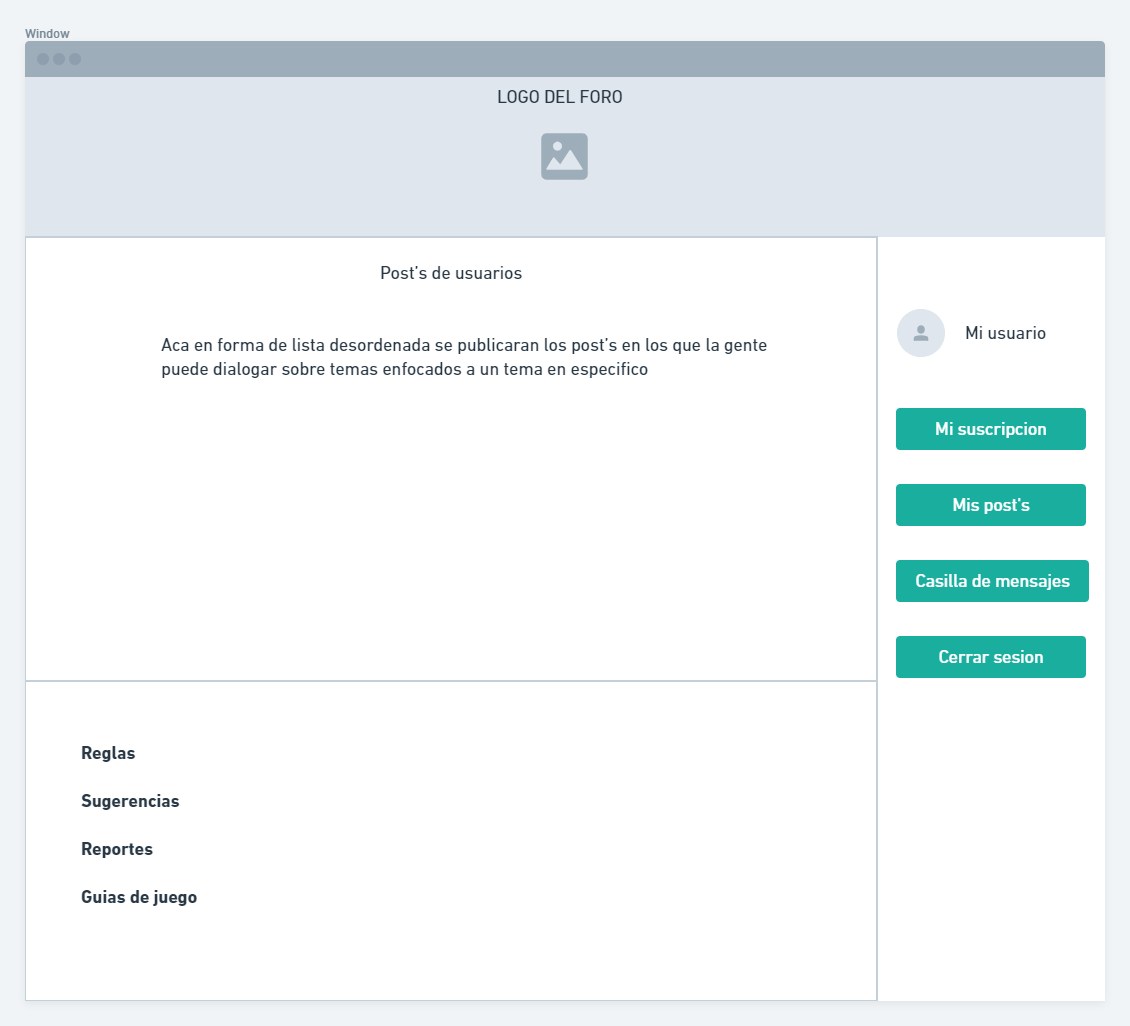 Window
LOGO DEL FORO
Post's de usuarios
Aca en forma de lista desordenada se publicaran los post's en los que la gente
puede dialogar sobre temas enfocados a un tema en especifico
Mi usuario
Mi suscripcion
Mis post's
Casilla de mensajes
Cerrar sesion
Reglas
Sugerencias
Reportes
Guias de juego